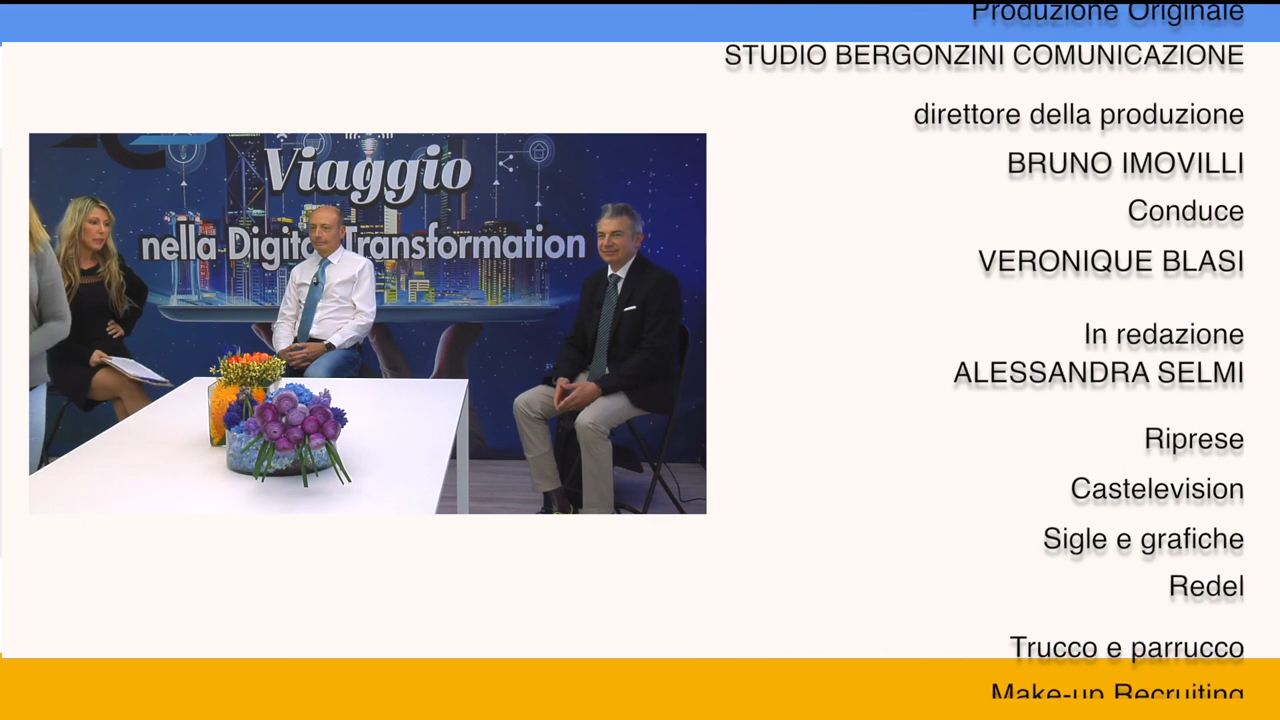 Produzione Originale
STUDIO BERGONZINI COMUNICAZIONE
direttore della produzione
BRUNO IMOVILLI
Conduce
VERONIQUE BLASI
In redazione
ALESSANDRA SELMI
Riprese
Castelevision
Sigle e grafiche
Redel
Trucco e parrucco
Make-up Recruiting
Viaggio
nella Digital Transformation